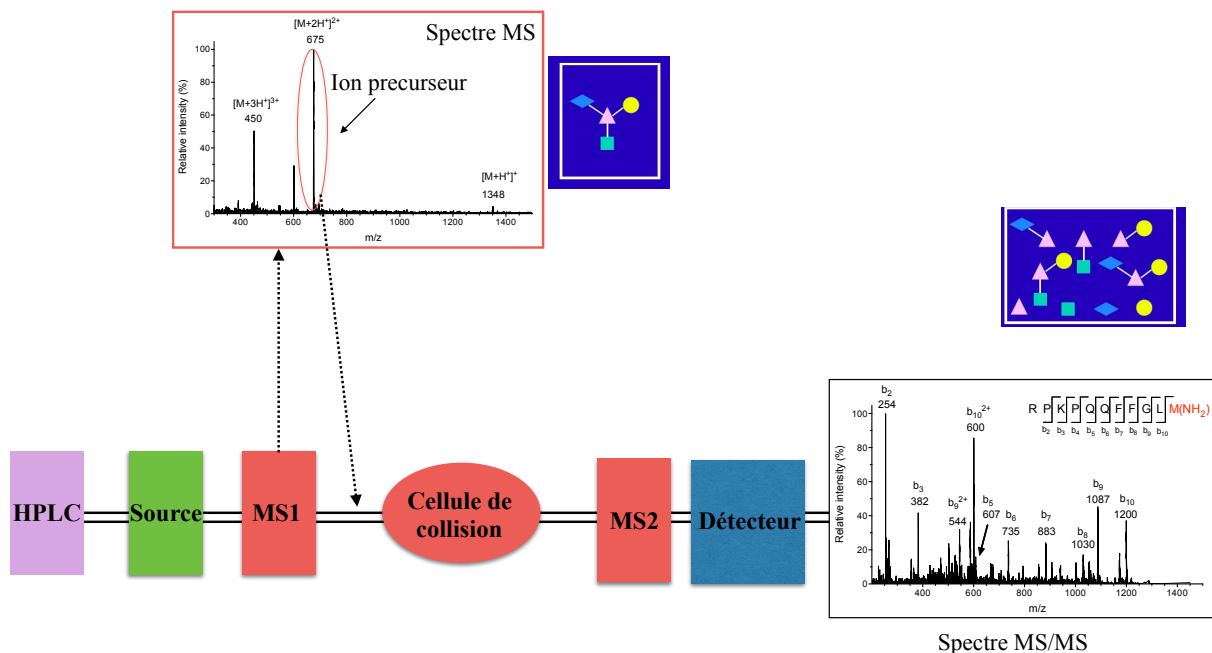 [M+2H⁺]²⁺
675
Spectre MS
Ion precurseur
[M+3H⁺]³⁺
450
[M+H⁺]⁺
1348
Relative intensity (%)
100
80
60
40
20
0
400 600 800 1000 1200 1400
m/z
HPLC
Source
MS1
Cellule de
collision
MS2
Détecteur
b₂
254
b₃
382
b₉²⁺
544
b₁₀²⁺
600
b₅
607
b₆
735
b₇
883
b₈
1030
b₉
1087
b₁₀
1200
R P K P Q Q F F G L M(NH₂)
b₂ b₃ b₄ b₅ b₆ b₇ b₈ b₉ b₁₀
Relative intensity (%)
100
80
60
40
20
0
400 600 800 1000 1200 1400
m/z
Spectre MS/MS